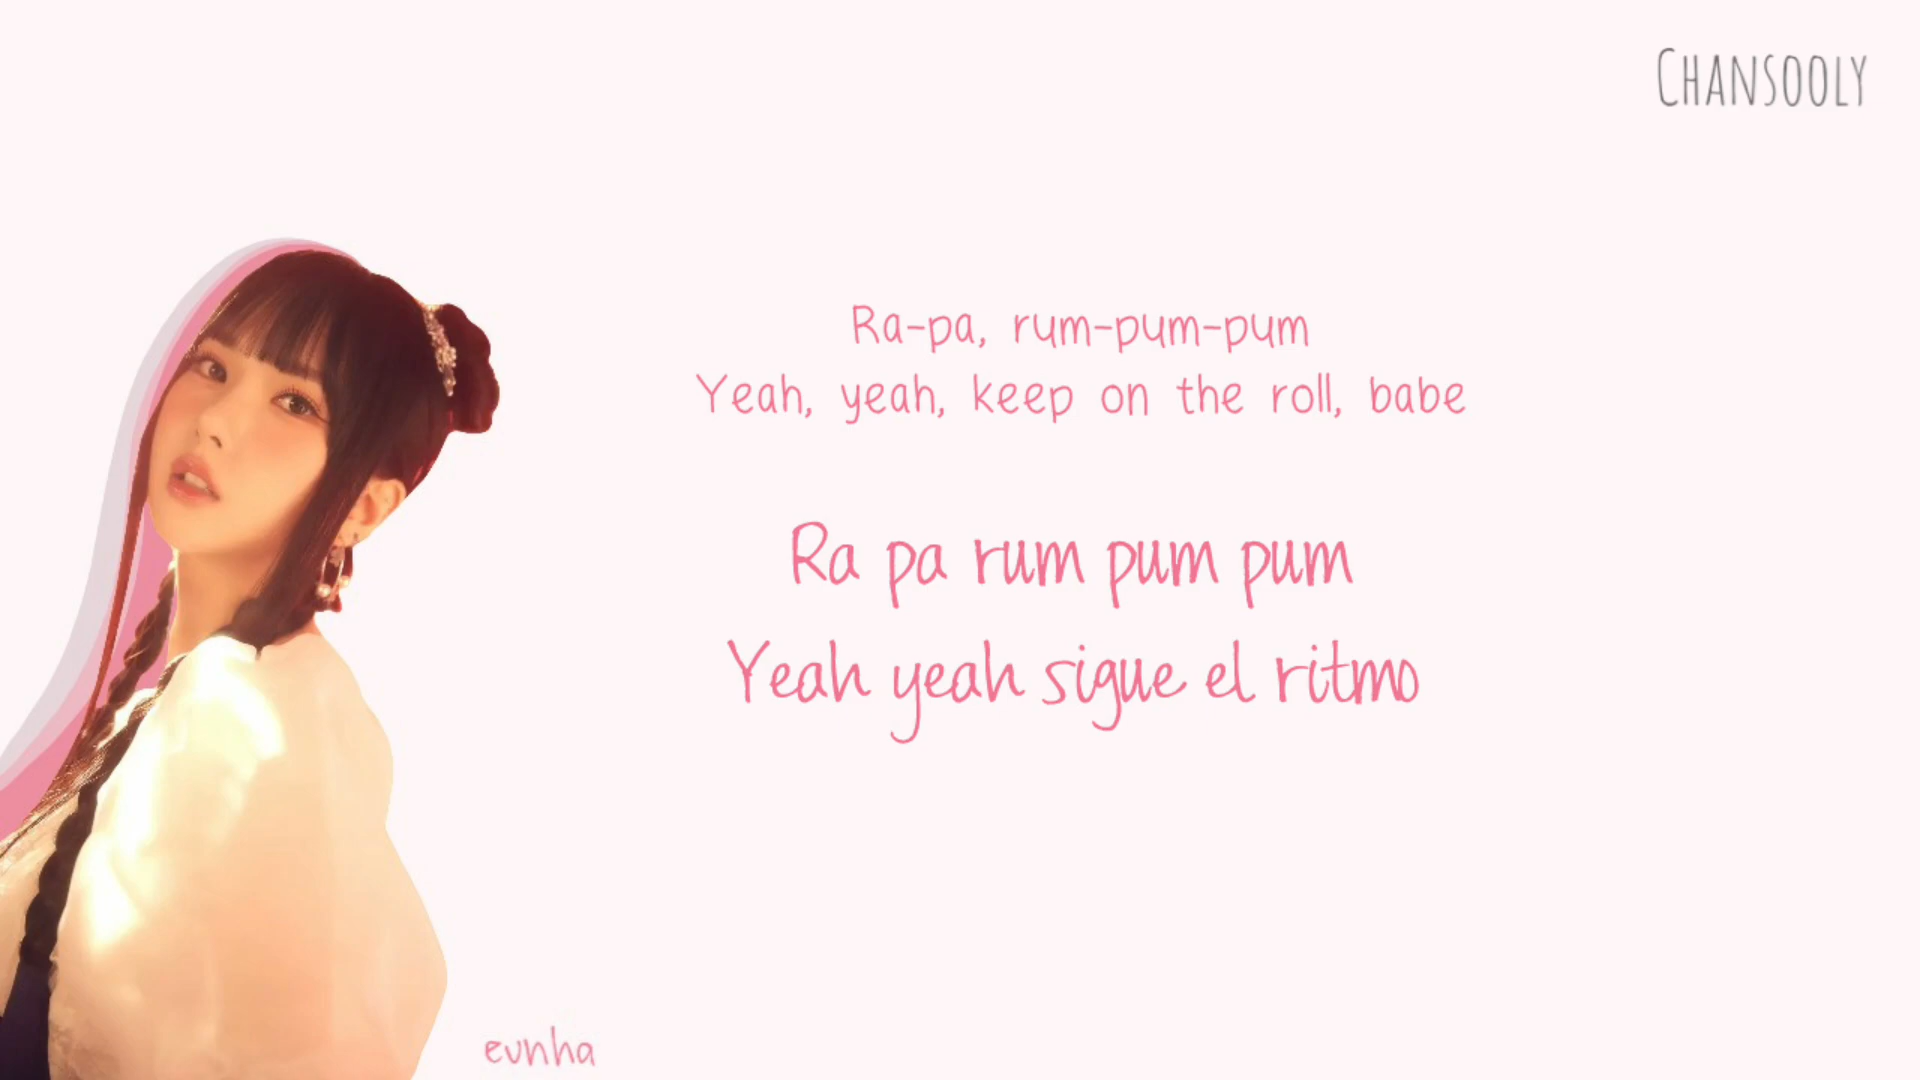 CHANSOOLY
Ra-pa, rum-pum-pum
Yeah, yeah, keep on the roll, babe
Ra pa rum pum pum
Yeah yeah sigue el ritmo
eunha